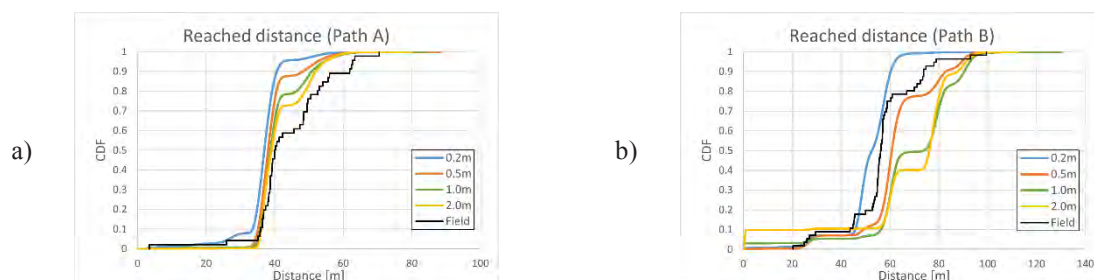 a)
Reached distance (Path A)
CDF
1
0.9
0.8
0.7
0.6
0.5
0.4
0.3
0.2
0.1
0
0 20 40 60 80 100
Distance [m]
0.2m
0.5m
1.0m
2.0m
Field
b)
Reached distance (Path B)
CDF
1
0.9
0.8
0.7
0.6
0.5
0.4
0.3
0.2
0.1
0
0 20 40 60 80 100 120 140
Distance [m]
0.2m
0.5m
1.0m
2.0m
Field